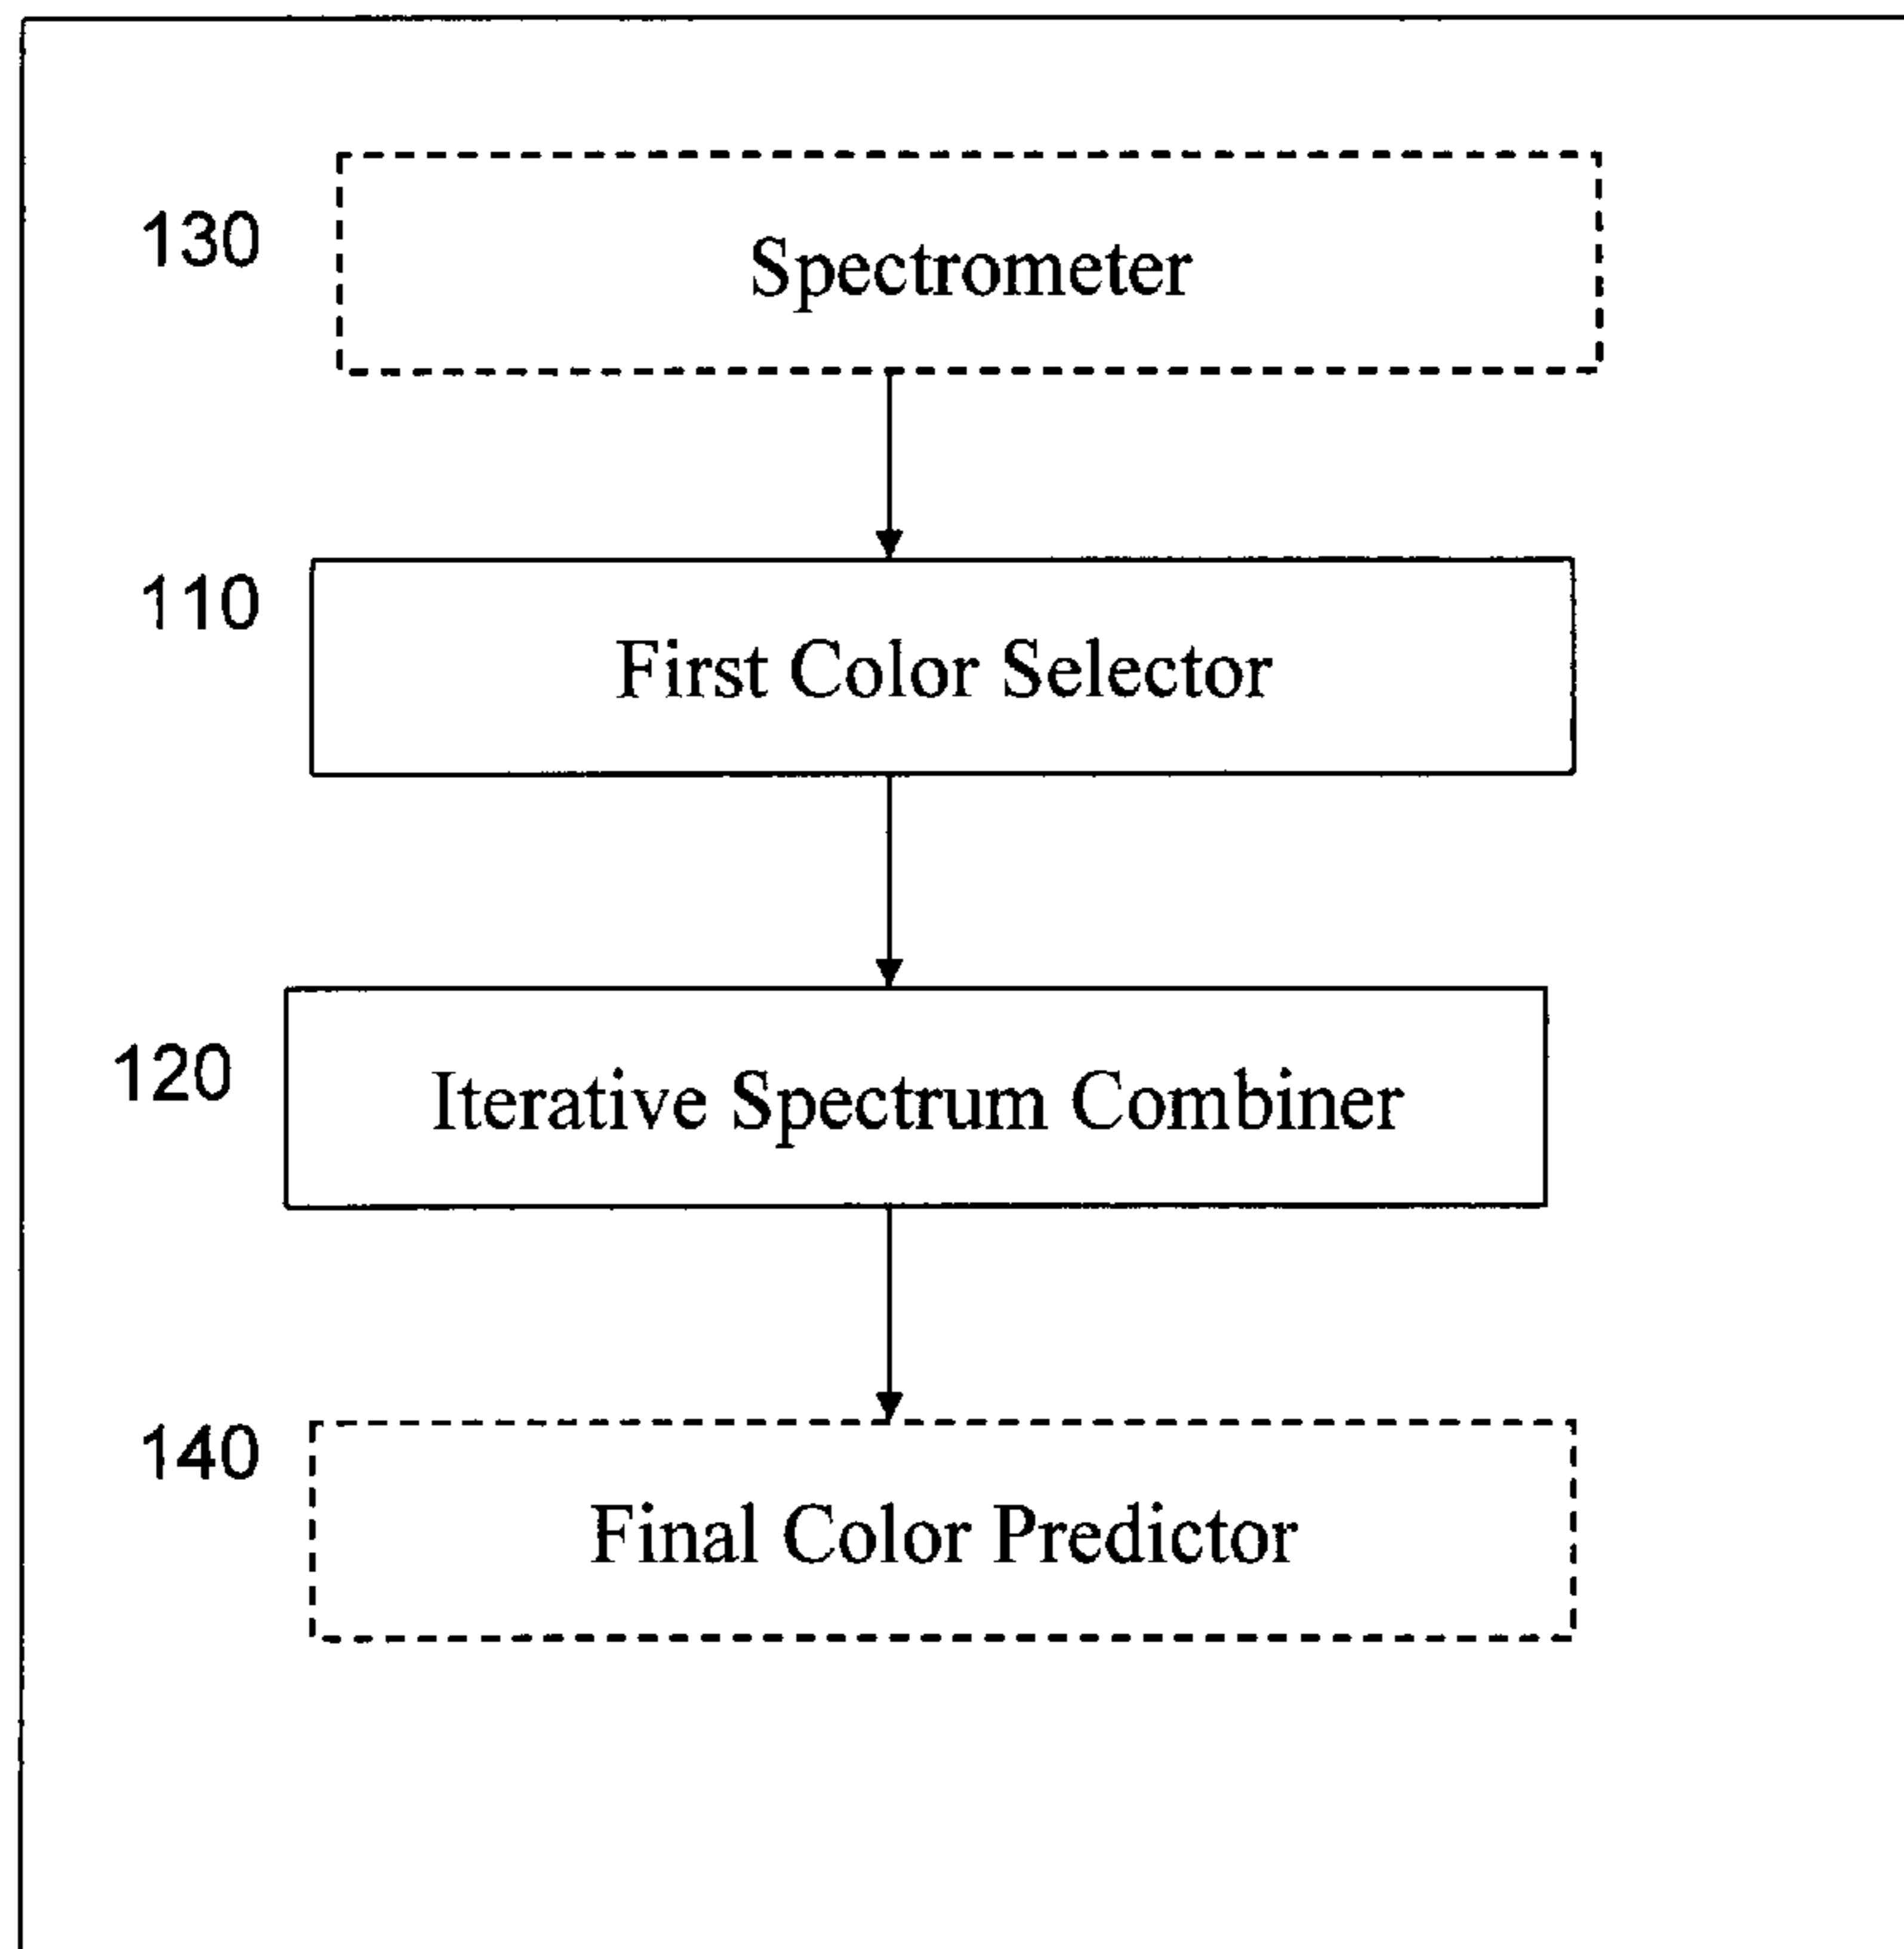 130
Spectrometer
110
First Color Selector
120
Iterative Spectrum Combiner
140
Final Color Predictor